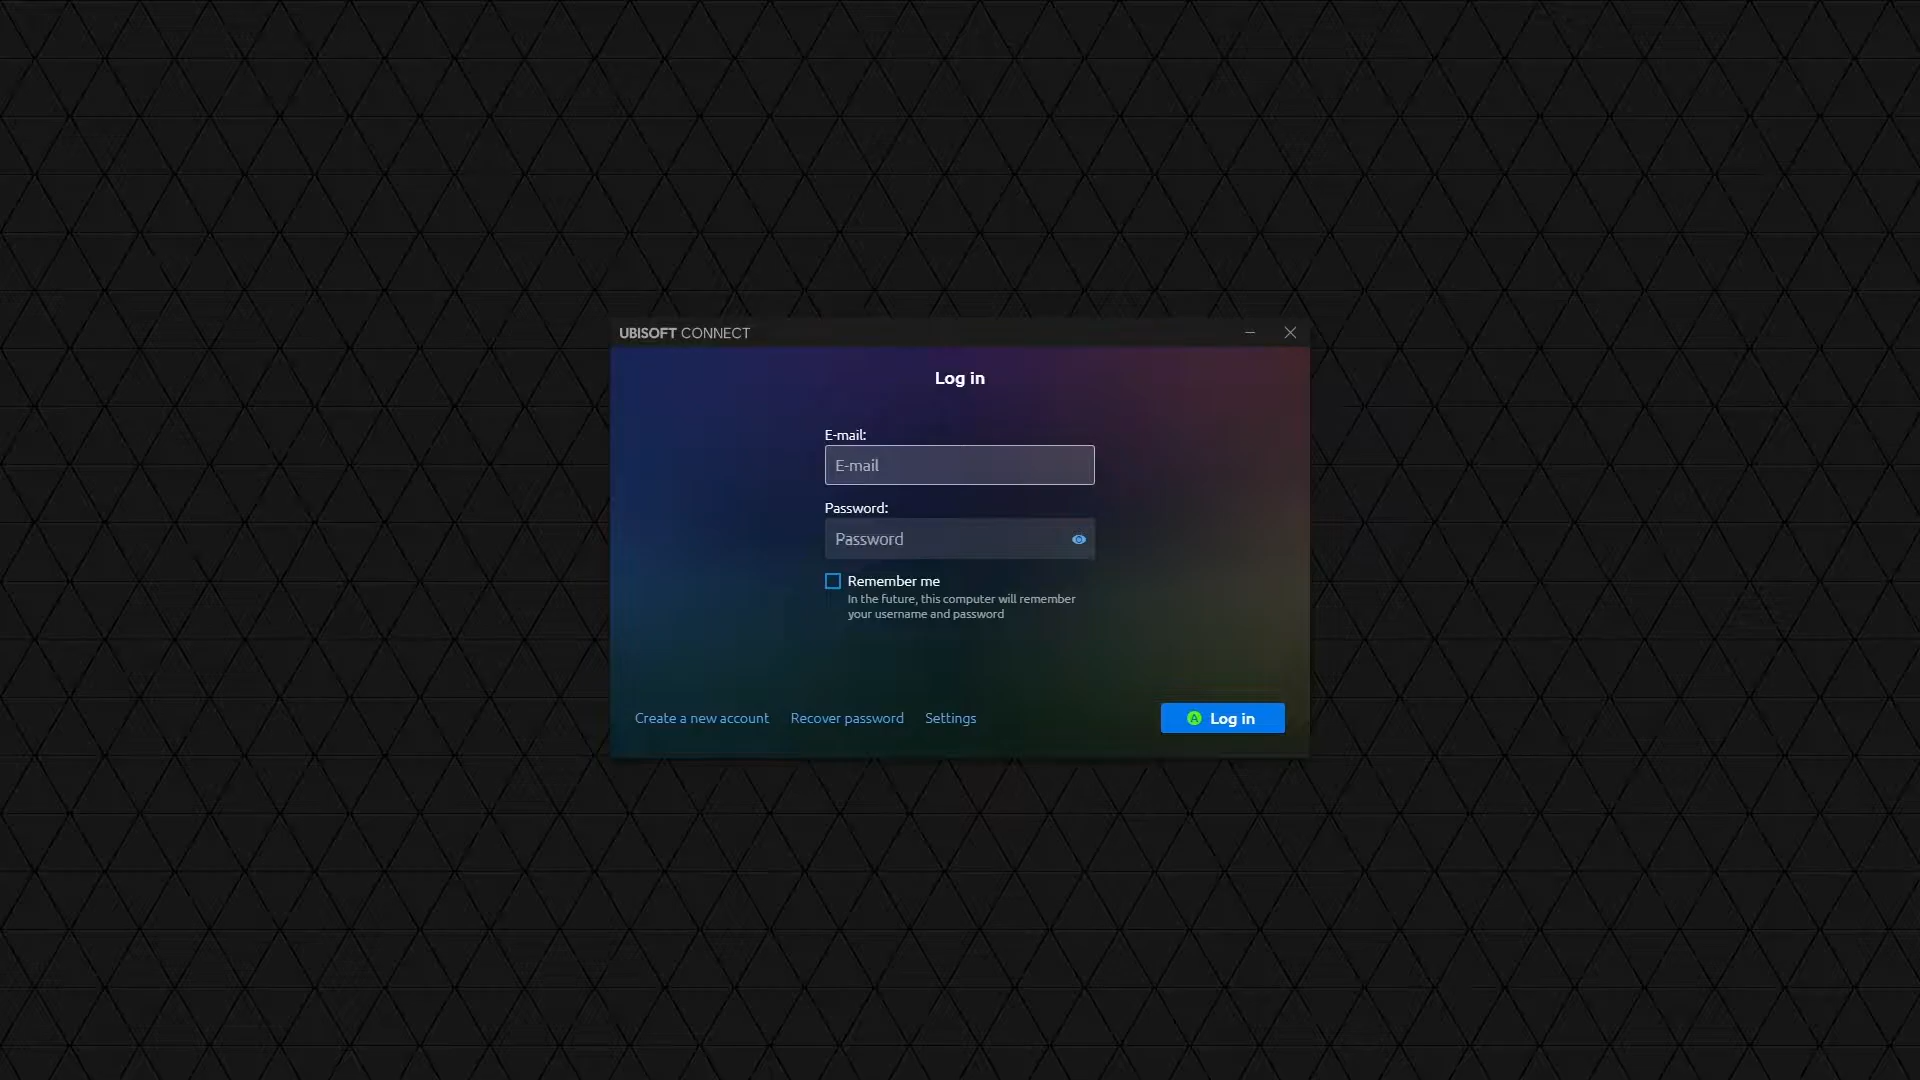 UBISOFT CONNECT
Log in
E-mail:
E-mail
Password:
Password
Remember me
In the future, this computer will remember
your username and password
Create a new account Recover password Settings
A Log in